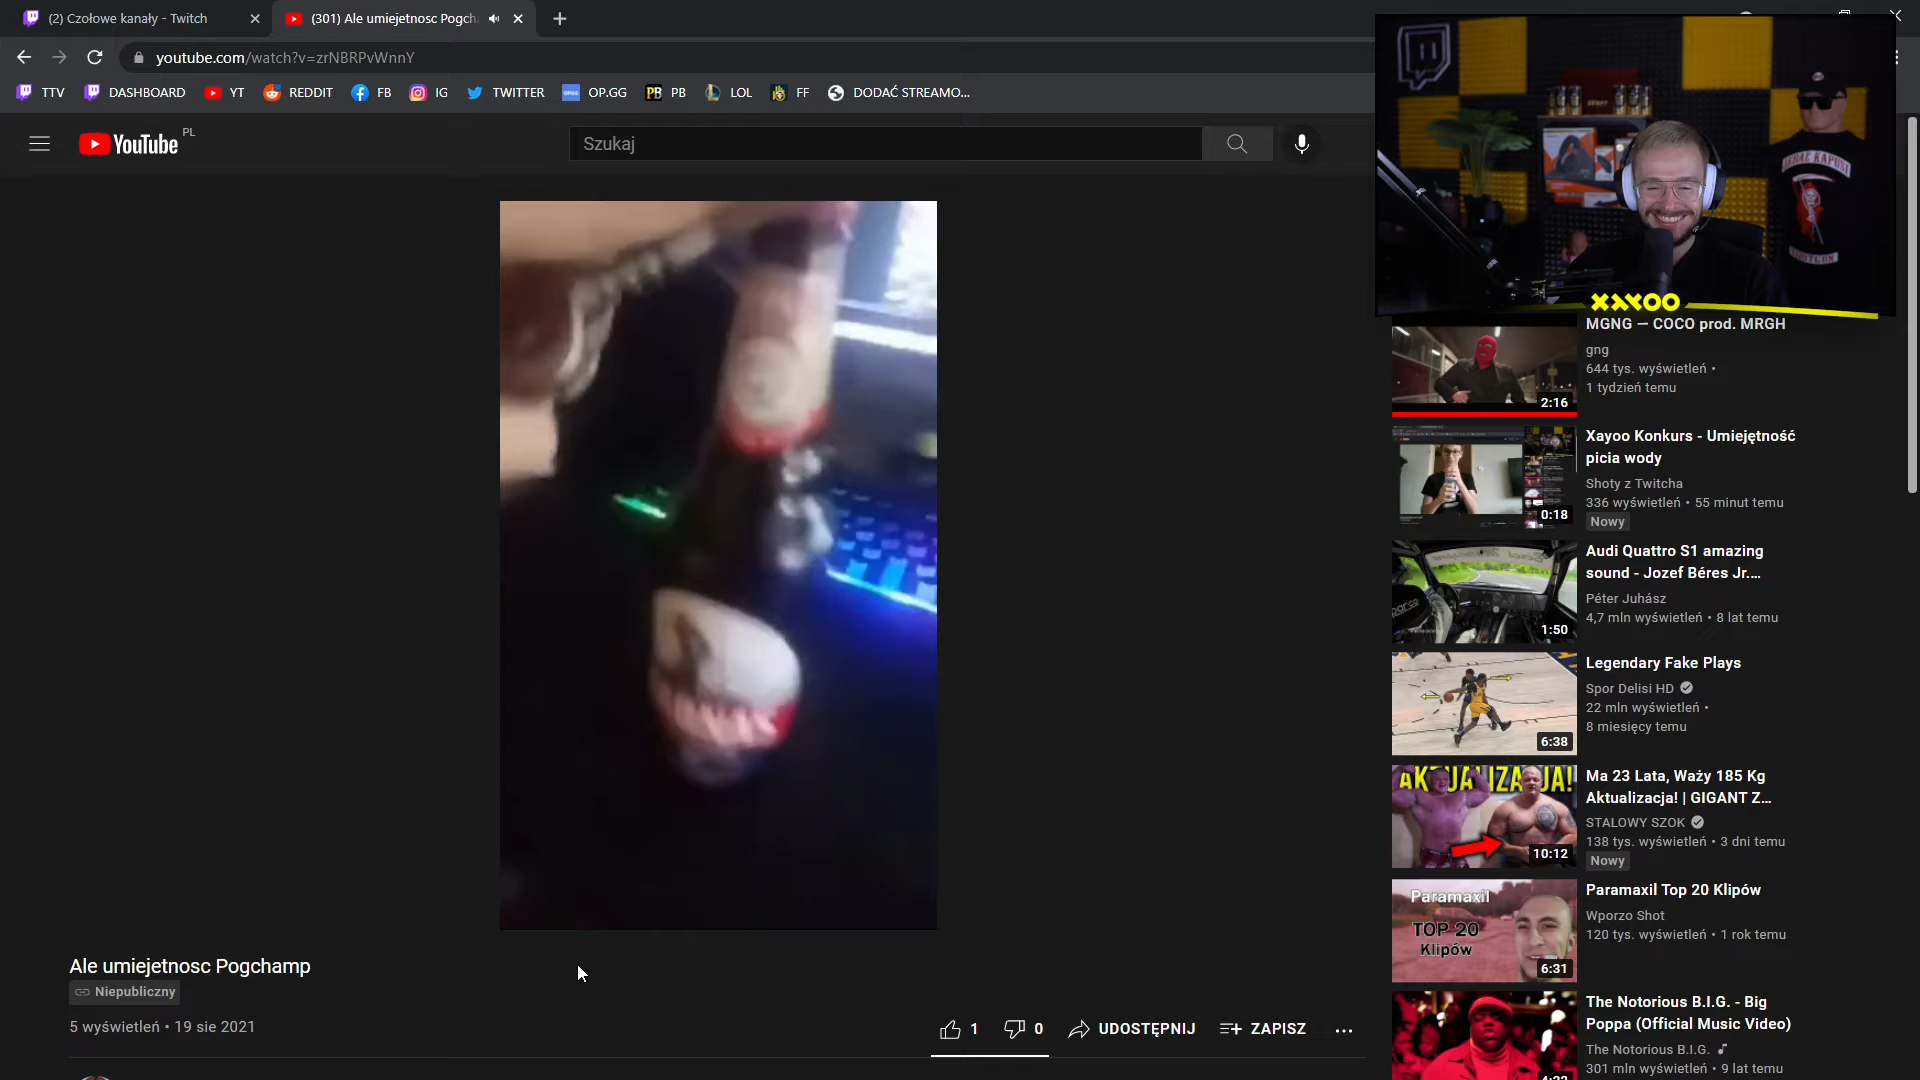 (2) Czołowe kanały - Twitch
(301) Ale umiejetnosc Pogcha
youtube.com/watch?v=zrNBRPvWnnY
TTV DASHBOARD YT REDDIT FB IG TWITTER OP.GG PB LOL FF DODAĆ STREAMO...
YouTube PL
Szukaj
XAYOO
MGNG — COCO prod. MRGH
gng
644 tys. wyświetleń •
1 tydzień temu
2:16
Xayoo Konkurs - Umiejętność
picia wody
Shoty z Twitcha
336 wyświetleń • 55 minut temu
Nowy
0:18
Audi Quattro S1 amazing
sound - Jozef Béres Jr....
Péter Juhász
4,7 mln wyświetleń • 8 lat temu
1:50
Legendary Fake Plays
Spor Delisi HD
22 mln wyświetleń •
8 miesięcy temu
6:38
AKTUALIZACJA!
Ma 23 Lata, Waży 185 Kg
Aktualizacja! | GIGANT Z...
STALOWY SZOK
138 tys. wyświetleń • 3 dni temu
Nowy
10:12
Paramaxil
TOP 20
Klipów
6:31
Paramaxil Top 20 Klipów
Wporzo Shot
120 tys. wyświetleń • 1 rok temu
The Notorious B.I.G. - Big
Poppa (Official Music Video)
The Notorious B.I.G.
301 mln wyświetleń • 9 lat temu
Ale umiejetnosc Pogchamp
Niepubliczny
5 wyświetleń • 19 sie 2021
1 0 UDOSTĘPNIJ ZAPISZ